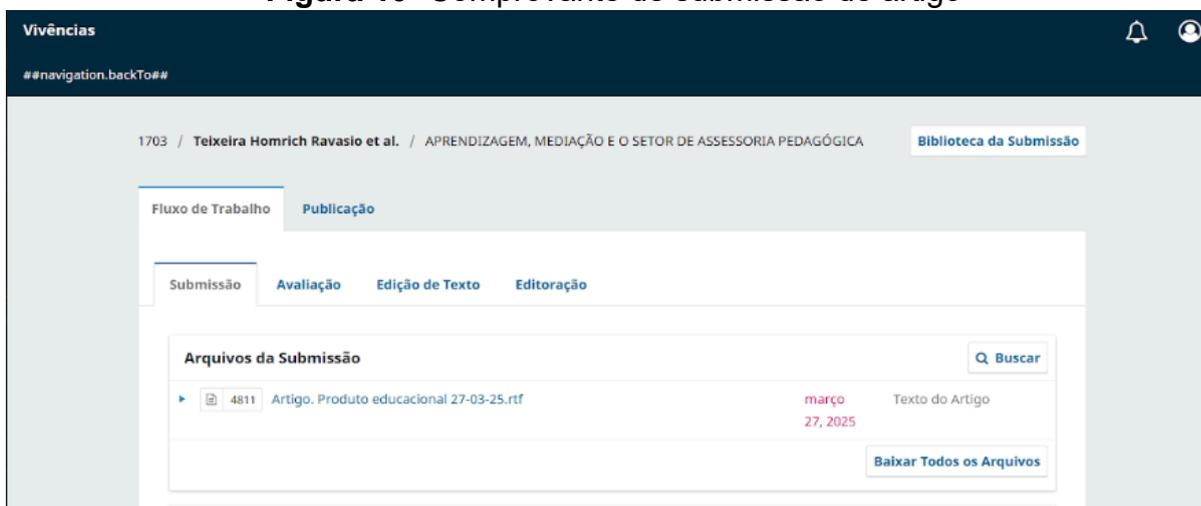 Vivências
##navigation.backTo##
1703 / Teixeira Homrich Ravasio et al. / APRENDIZAGEM, MEDIAÇÃO E O SETOR DE ASSESSORIA PEDAGÓGICA Biblioteca da Submissão
Fluxo de Trabalho Publicação
Submissão Avaliação Edição de Texto Editoração
Arquivos da Submissão Buscar
4811 Artigo. Produto educacional 27-03-25.rtf março Texto do Artigo
27, 2025
Baixar Todos os Arquivos